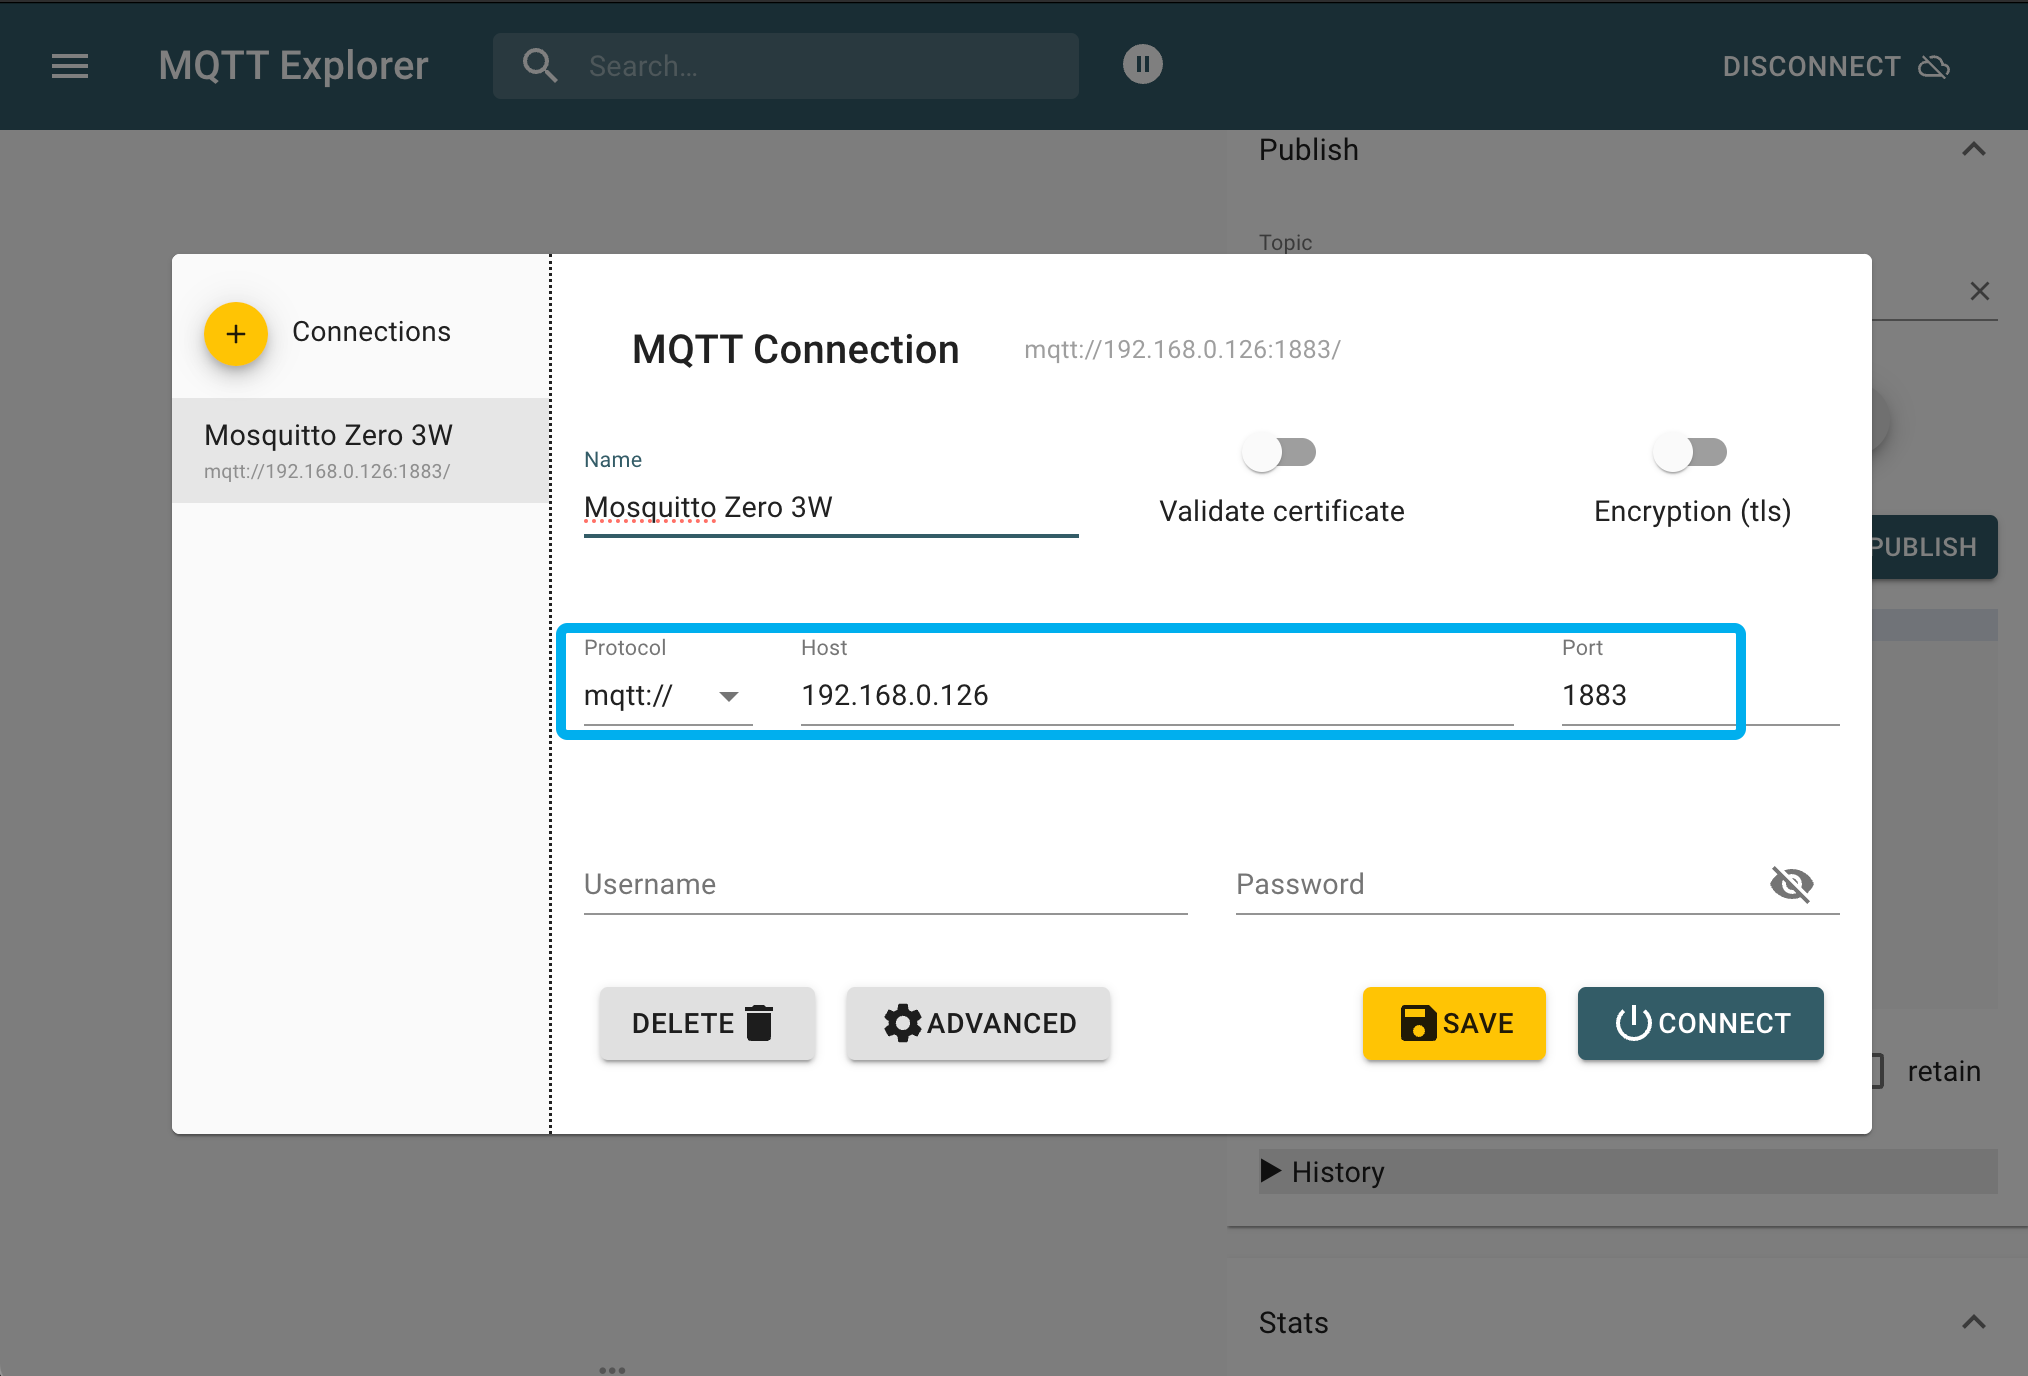 MQTT Explorer
Search...
DISCONNECT
Publish
Topic
Connections
Mosquitto Zero 3W
mqtt://192.168.0.126:1883/
MQTT Connection
mqtt://192.168.0.126:1883/
Name
Mosquitto Zero 3W
Validate certificate
Encryption (tls)
PUBLISH
Protocol
Host
Port
mqtt://
192.168.0.126
1883
Username
Password
DELETE
ADVANCED
SAVE
CONNECT
retain
History
Stats